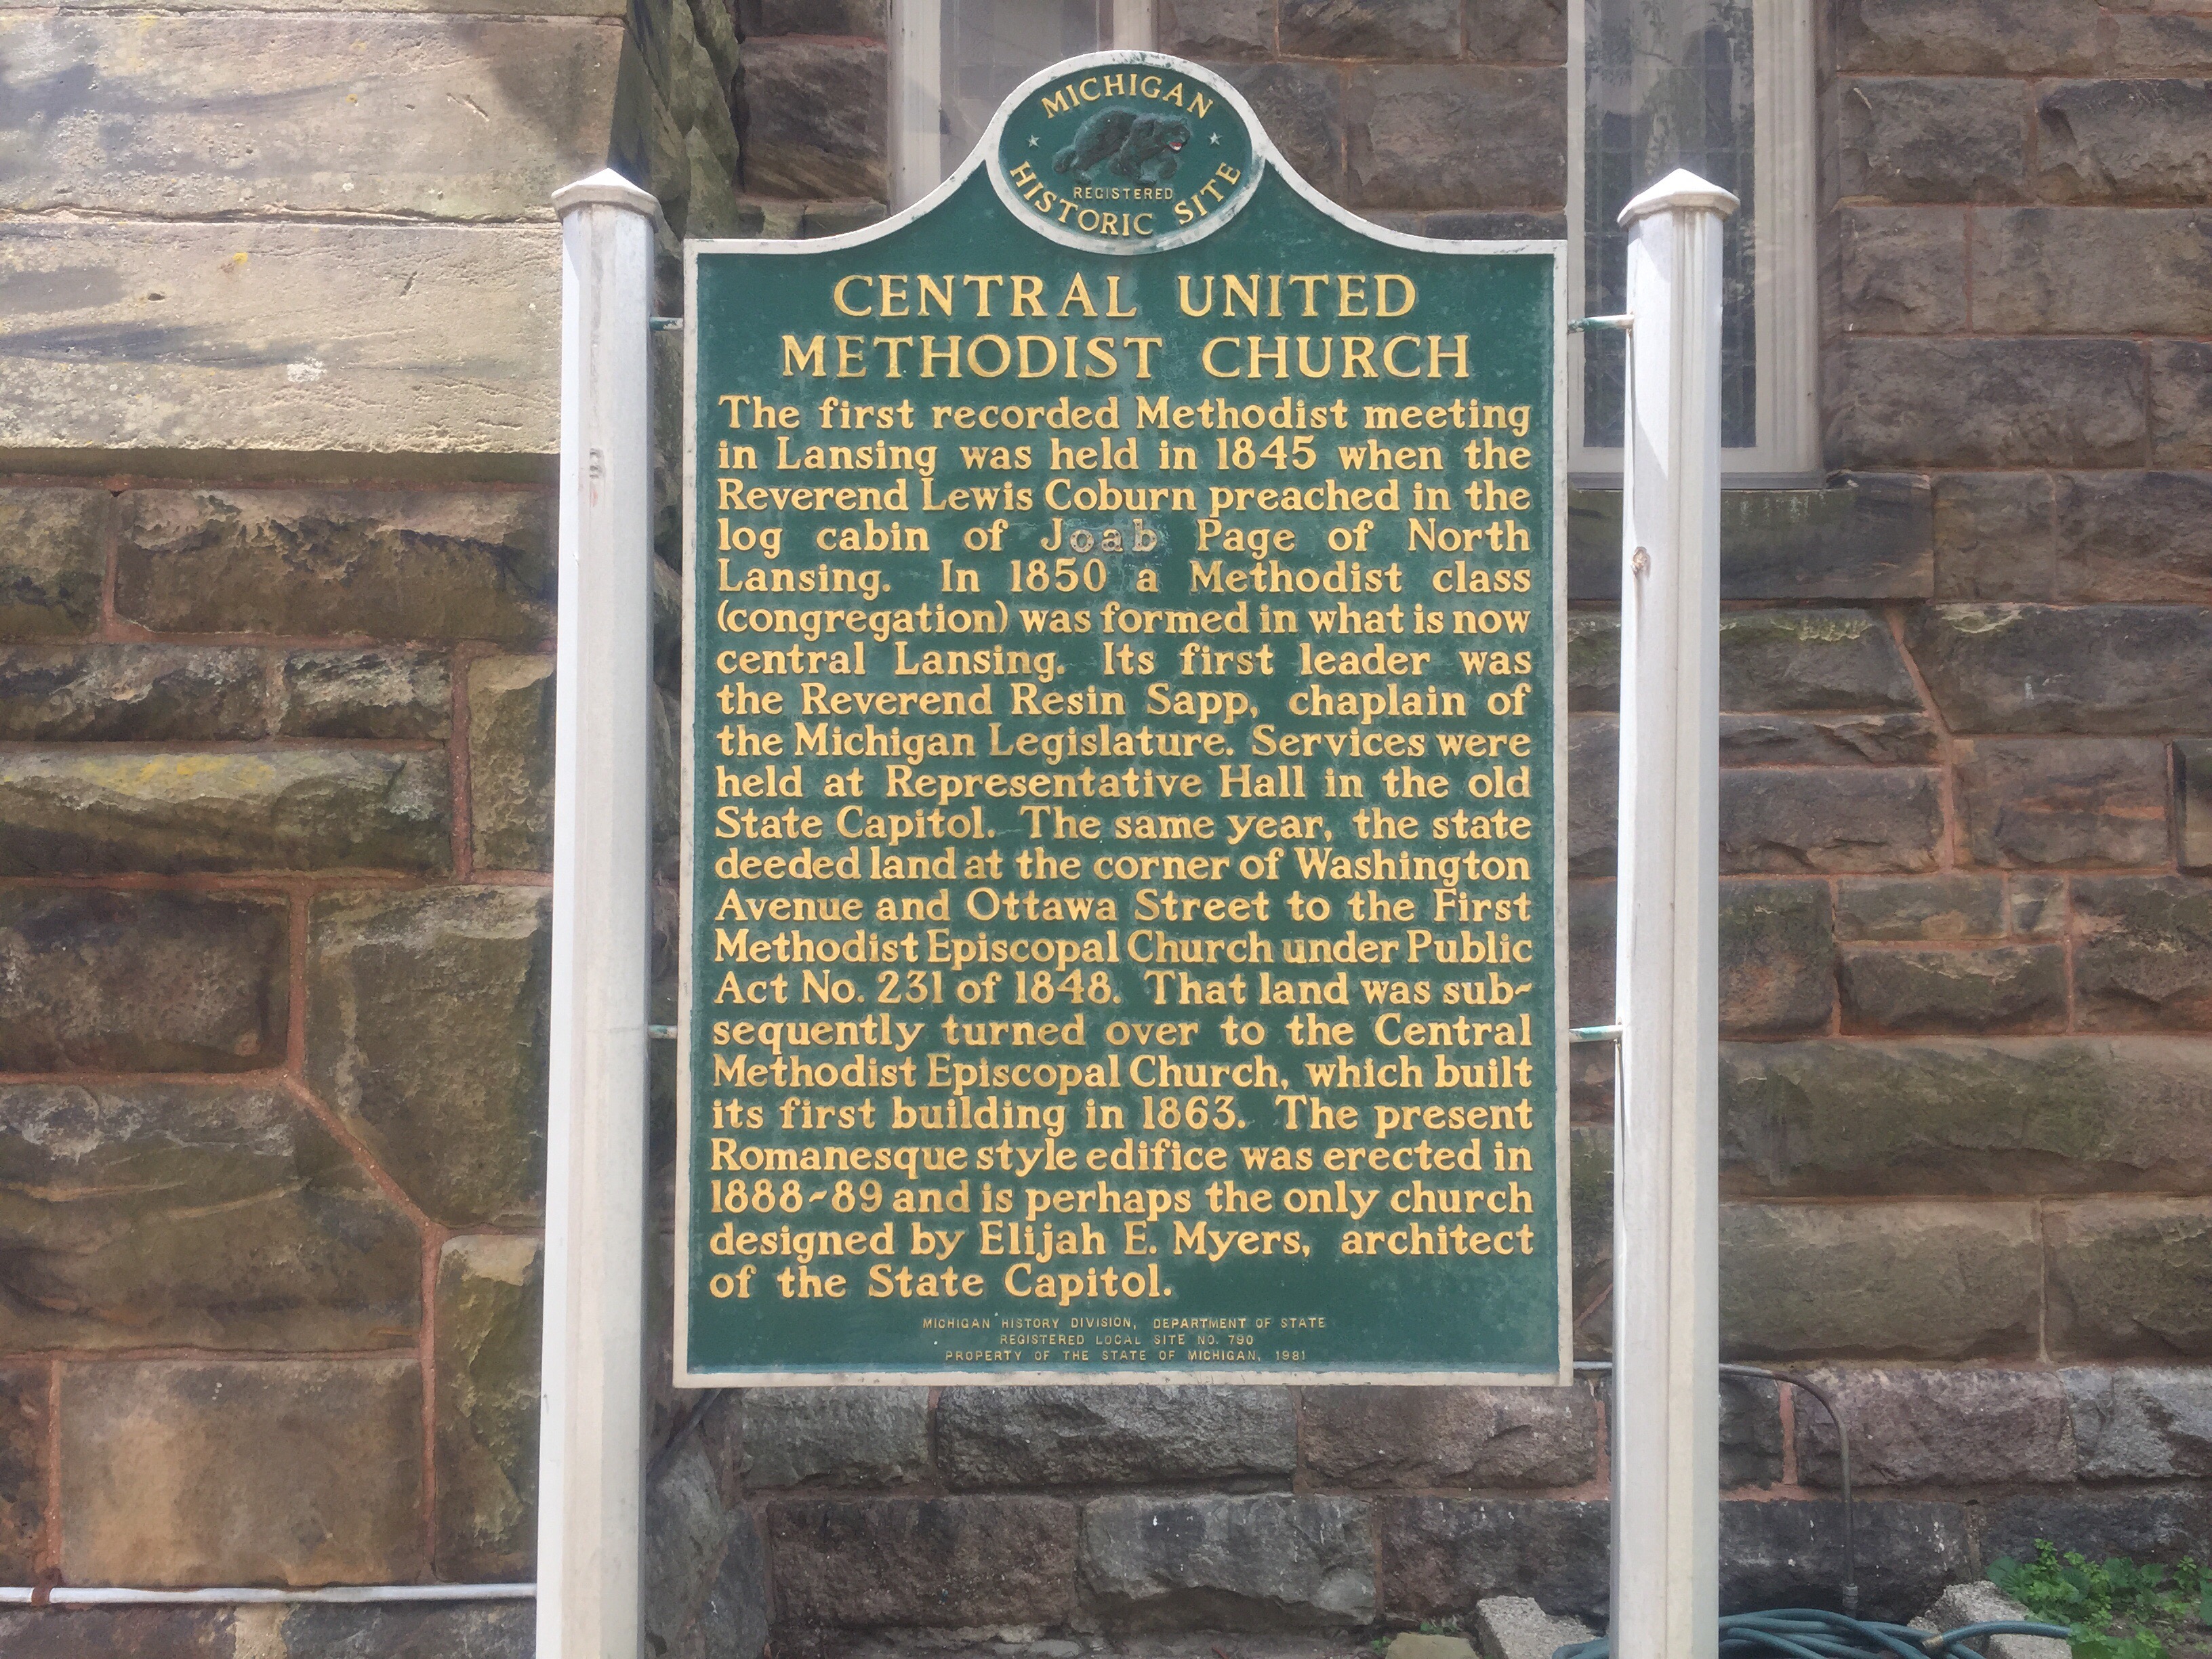 MICHIGAN
REGISTERED
HISTORIC SITE
CENTRAL UNITED
METHODIST CHURCH
The first recorded Methodist meeting
in Lansing was held in 1845 when the
Reverend Lewis Coburn preached in the
log cabin of Joab Page of North
Lansing. In 1850 a Methodist class
(congregation) was formed in what is now
central Lansing. Its first leader was
the Reverend Resin Sapp, chaplain of
the Michigan Legislature. Services were
held at Representative Hall in the old
State Capitol. The same year, the state
deeded land at the corner of Washington
Avenue and Ottawa Street to the First
Methodist Episcopal Church under Public
Act No. 231 of 1848. That land was sub-
sequently turned over to the Central
Methodist Episcopal Church, which built
its first building in 1863. The present
Romanesque style edifice was erected in
1888-89 and is perhaps the only church
designed by Elijah E. Myers, architect
of the State Capitol.
MICHIGAN HISTORY DIVISION, DEPARTMENT OF STATE
REGISTERED LOCAL SITE NO. 790
PROPERTY OF THE STATE OF MICHIGAN, 1981